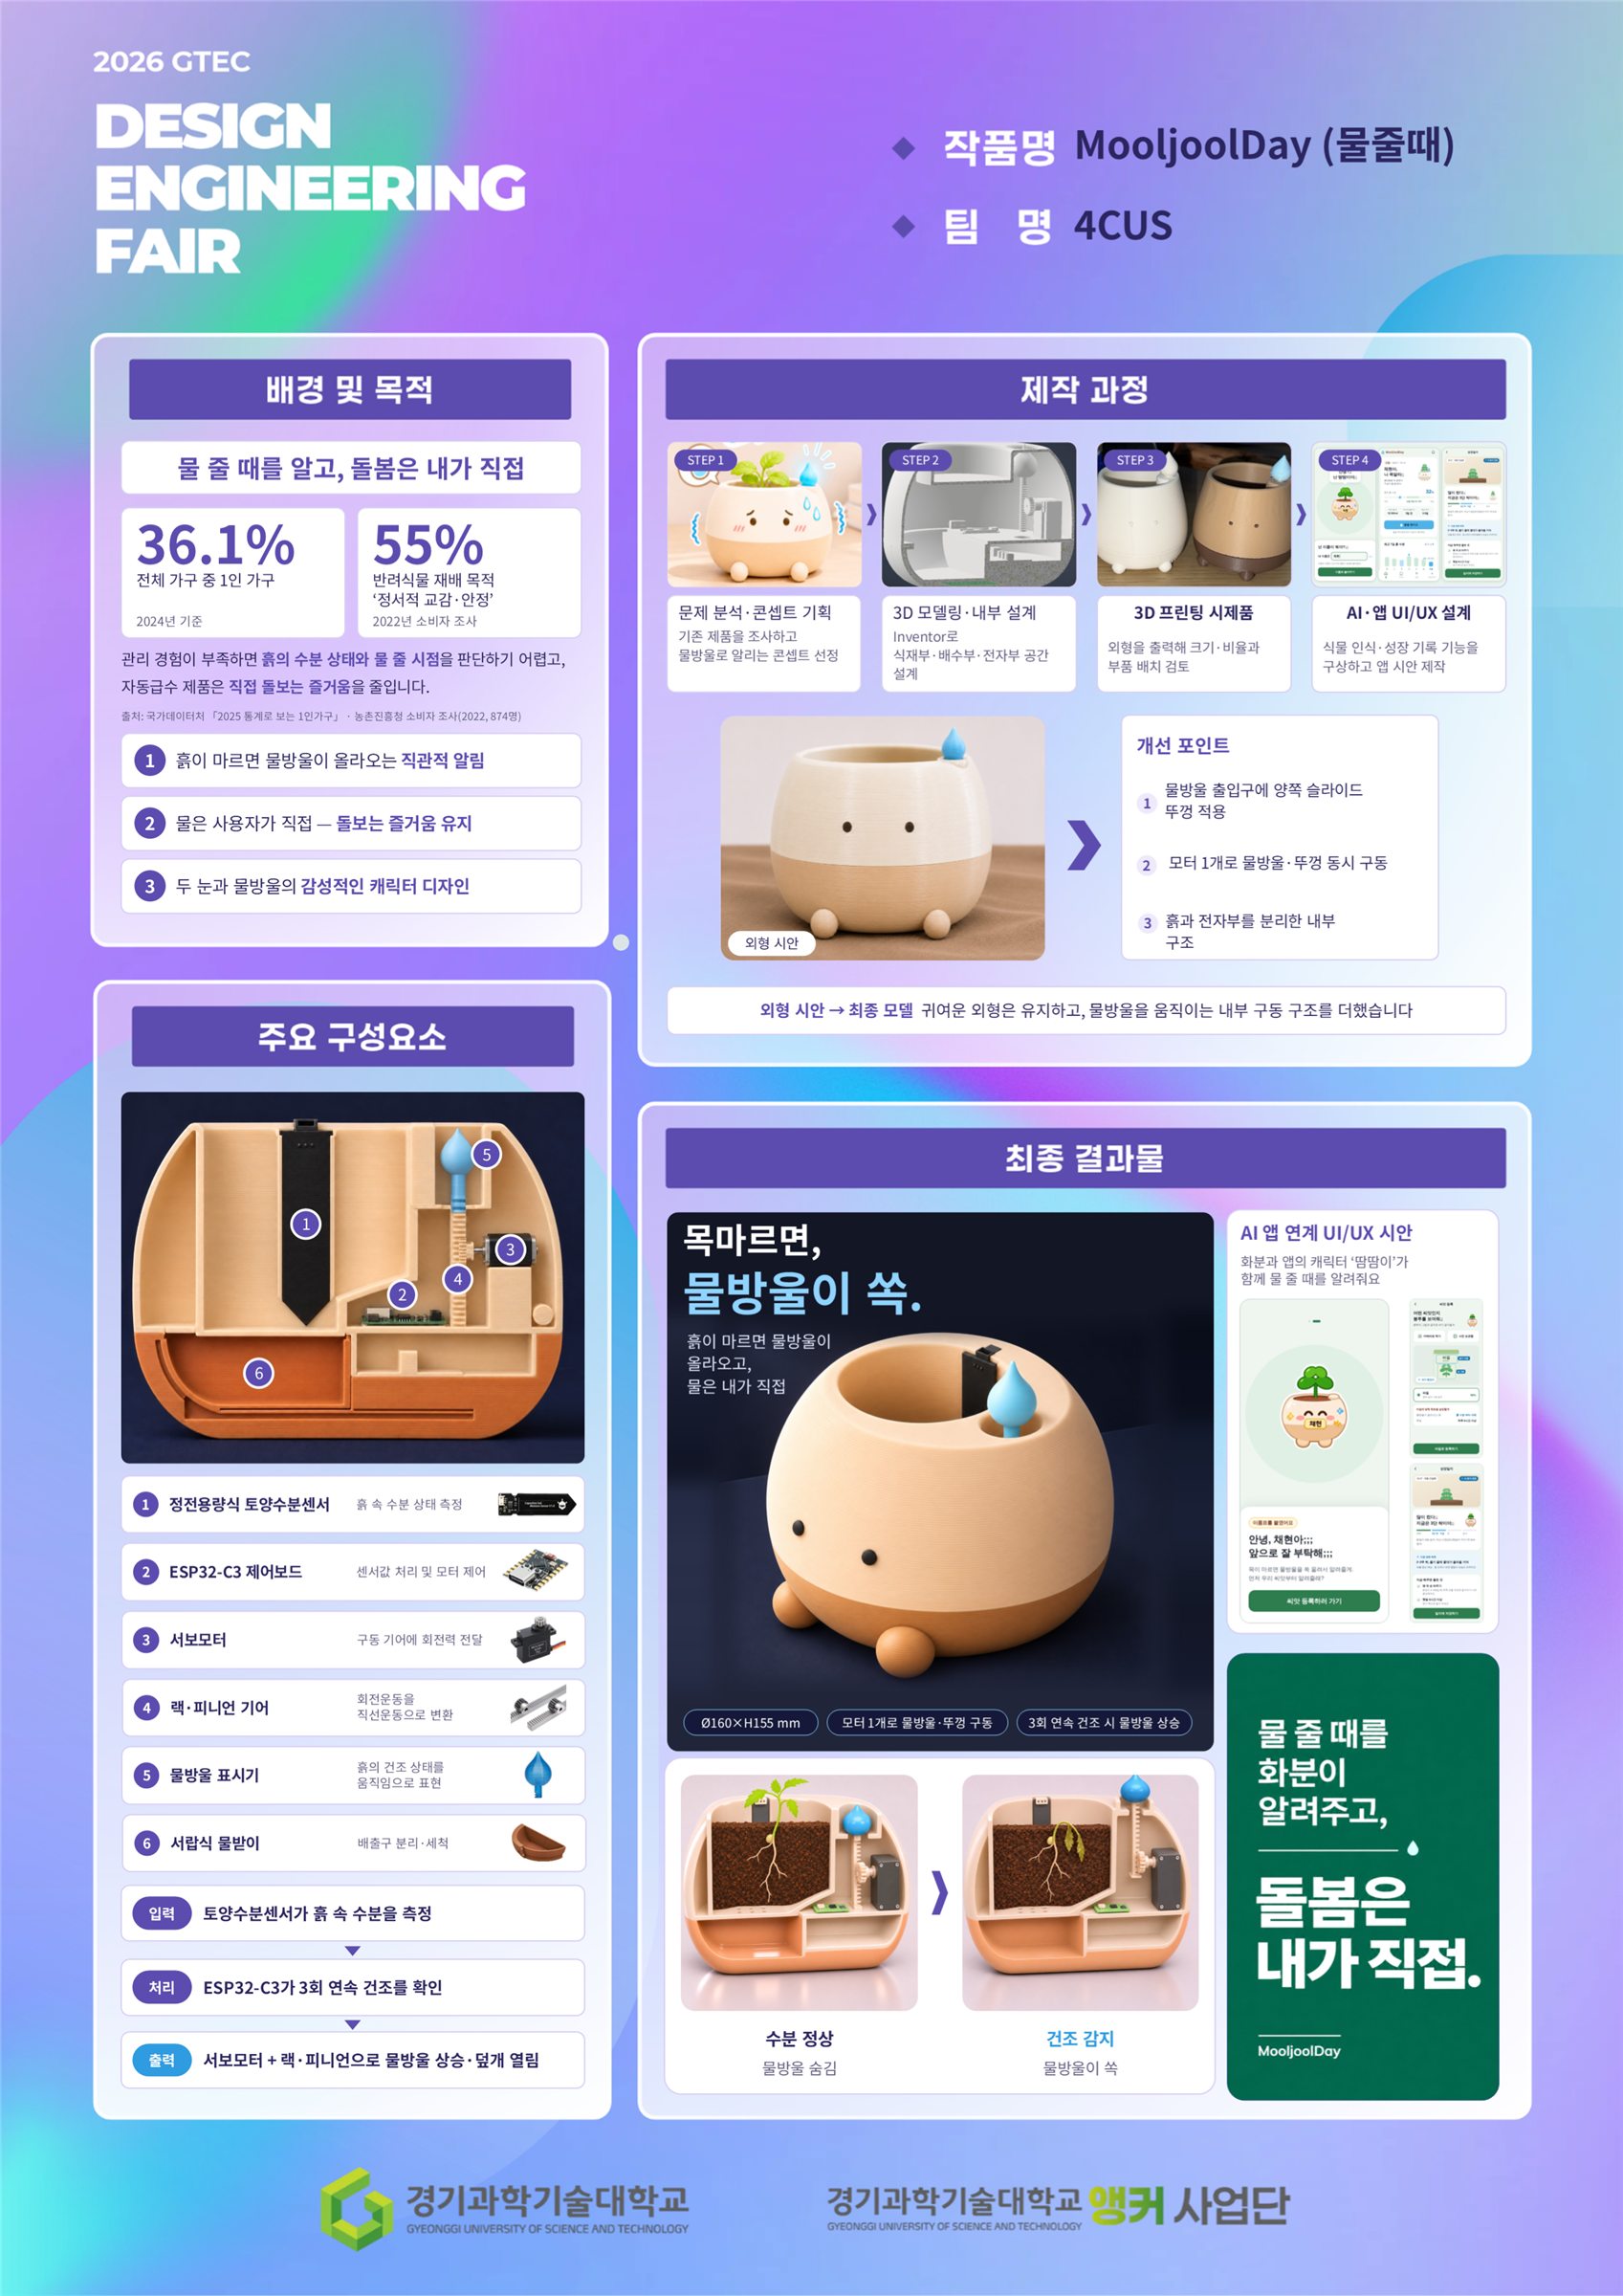 2026 GTEC
DESIGN
ENGINEERING
FAIR
작품명 MooljoolDay (물줄때)
팀 명 4CUS
배경 및 목적
물 줄 때를 알고, 돌봄은 내가 직접
36.1%
전체 가구 중 1인 가구
2024년 기준
55%
반려식물 재배 목적
‘정서적 교감·안정’
2022년 소비자 조사
관리 경험이 부족하면 흙의 수분 상태와 물 줄 시점을 판단하기 어렵고,
자동급수 제품은 직접 돌보는 즐거움을 줄입니다.
출처: 국가데이터처 「2025 통계로 보는 1인가구」 · 농촌진흥청 소비자 조사(2022, 874명)
1 흙이 마르면 물방울이 올라오는 직관적 알림
2 물은 사용자가 직접 — 돌보는 즐거움 유지
3 두 눈과 물방울의 감성적인 캐릭터 디자인
제작 과정
STEP 1
문제 분석·콘셉트 기획
기존 제품을 조사하고
물방울로 알리는 콘셉트 선정
STEP 2
3D 모델링·내부 설계
Inventor로
식재부·배수부·전자부 공간
설계
STEP 3
3D 프린팅 시제품
외형을 출력해 크기·비율과
부품 배치 검토
STEP 4
AI·앱 UI/UX 설계
식물 인식·성장 기록 기능을
구상하고 앱 시안 제작
외형 시안
개선 포인트
1 물방울 출입구에 양쪽 슬라이드
뚜껑 적용
2 모터 1개로 물방울·뚜껑 동시 구동
3 흙과 전자부를 분리한 내부
구조
외형 시안 → 최종 모델 귀여운 외형은 유지하고, 물방울을 움직이는 내부 구동 구조를 더했습니다
주요 구성요소
1
2
3
4
5
6
1 정전용량식 토양수분센서 흙 속 수분 상태 측정
2 ESP32-C3 제어보드 센서값 처리 및 모터 제어
3 서보모터 구동 기어에 회전력 전달
4 랙·피니언 기어 회전운동을
직선운동으로 변환
5 물방울 표시기 흙의 건조 상태를
움직임으로 표현
6 서랍식 물받이 배출구 분리·세척
입력 토양수분센서가 흙 속 수분을 측정
처리 ESP32-C3가 3회 연속 건조를 확인
출력 서보모터 + 랙·피니언으로 물방울 상승·덮개 열림
최종 결과물
목마르면,
물방울이 쏙.
흙이 마르면 물방울이
올라오고,
물은 내가 직접
Ø160×H155 mm
모터 1개로 물방울·뚜껑 구동
3회 연속 건조 시 물방울 상승
수분 정상
물방울 숨김
건조 감지
물방울이 쏙
AI 앱 연계 UI/UX 시안
화분과 앱의 캐릭터 ‘땀땀이’가
함께 물 줄 때를 알려줘요
채현
안녕, 채현아;;;
앞으로 잘 부탁해;;;
씨앗 등록하러 가기
물 줄 때를
화분이
알려주고,
돌봄은
내가 직접.
MooljoolDay
경기과학기술대학교
GYEONGGI UNIVERSITY OF SCIENCE AND TECHNOLOGY
경기과학기술대학교 앵커 사업단
GYEONGGI UNIVERSITY OF SCIENCE AND TECHNOLOGY